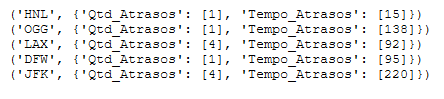 ('HNL', {'Qtd_Atrasos': [1], 'Tempo_Atrasos': [15]})
('OGG', {'Qtd_Atrasos': [1], 'Tempo_Atrasos': [138]})
('LAX', {'Qtd_Atrasos': [4], 'Tempo_Atrasos': [92]})
('DFW', {'Qtd_Atrasos': [1], 'Tempo_Atrasos': [95]})
('JFK', {'Qtd_Atrasos': [4], 'Tempo_Atrasos': [220]})